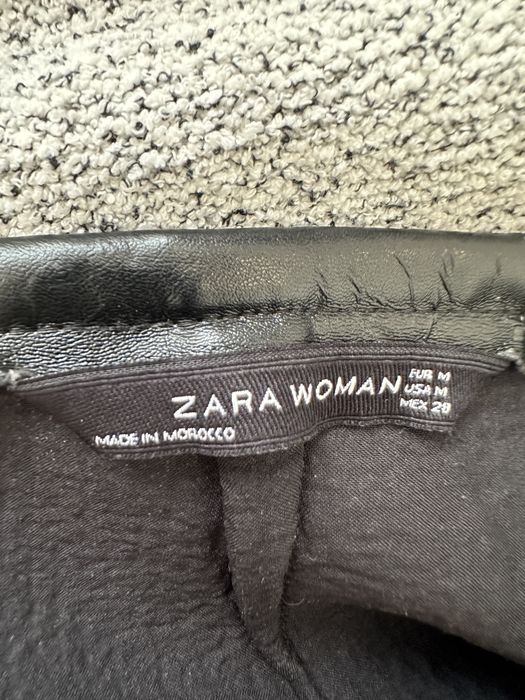 ZARA WOMAN
EUR M
USA M
MEX 28
MADE IN MOROCCO